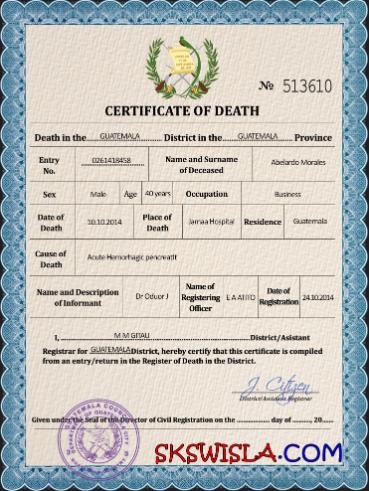 № 513610
CERTIFICATE OF DEATH
Death in the GUATEMALA District in the GUATEMALA Province
Entry No. 0261418458 Name and Surname of Deceased Abelardo Morales
Sex Male Age 40 years Occupation Business
Date of Death 10.10.2014 Place of Death Jamaa Hospital Residence Guatemala
Cause of Death Acute Hemorrhagic pencreatit
Name and Description of Informant Dr Oduor J Name of Registering Officer E A ATITO Date of Registration 24.10.2014
I, M M GITAU District/Asistant
Registrar for GUATEMALA District, hereby certify that this certificate is compiled
from an entry/return in the Register of Death in the District.
J. Citizen
District/Assistant Registrar
Given under the Seal of the Director of Civil Registration on the day of 20
SKSWISLA.COM